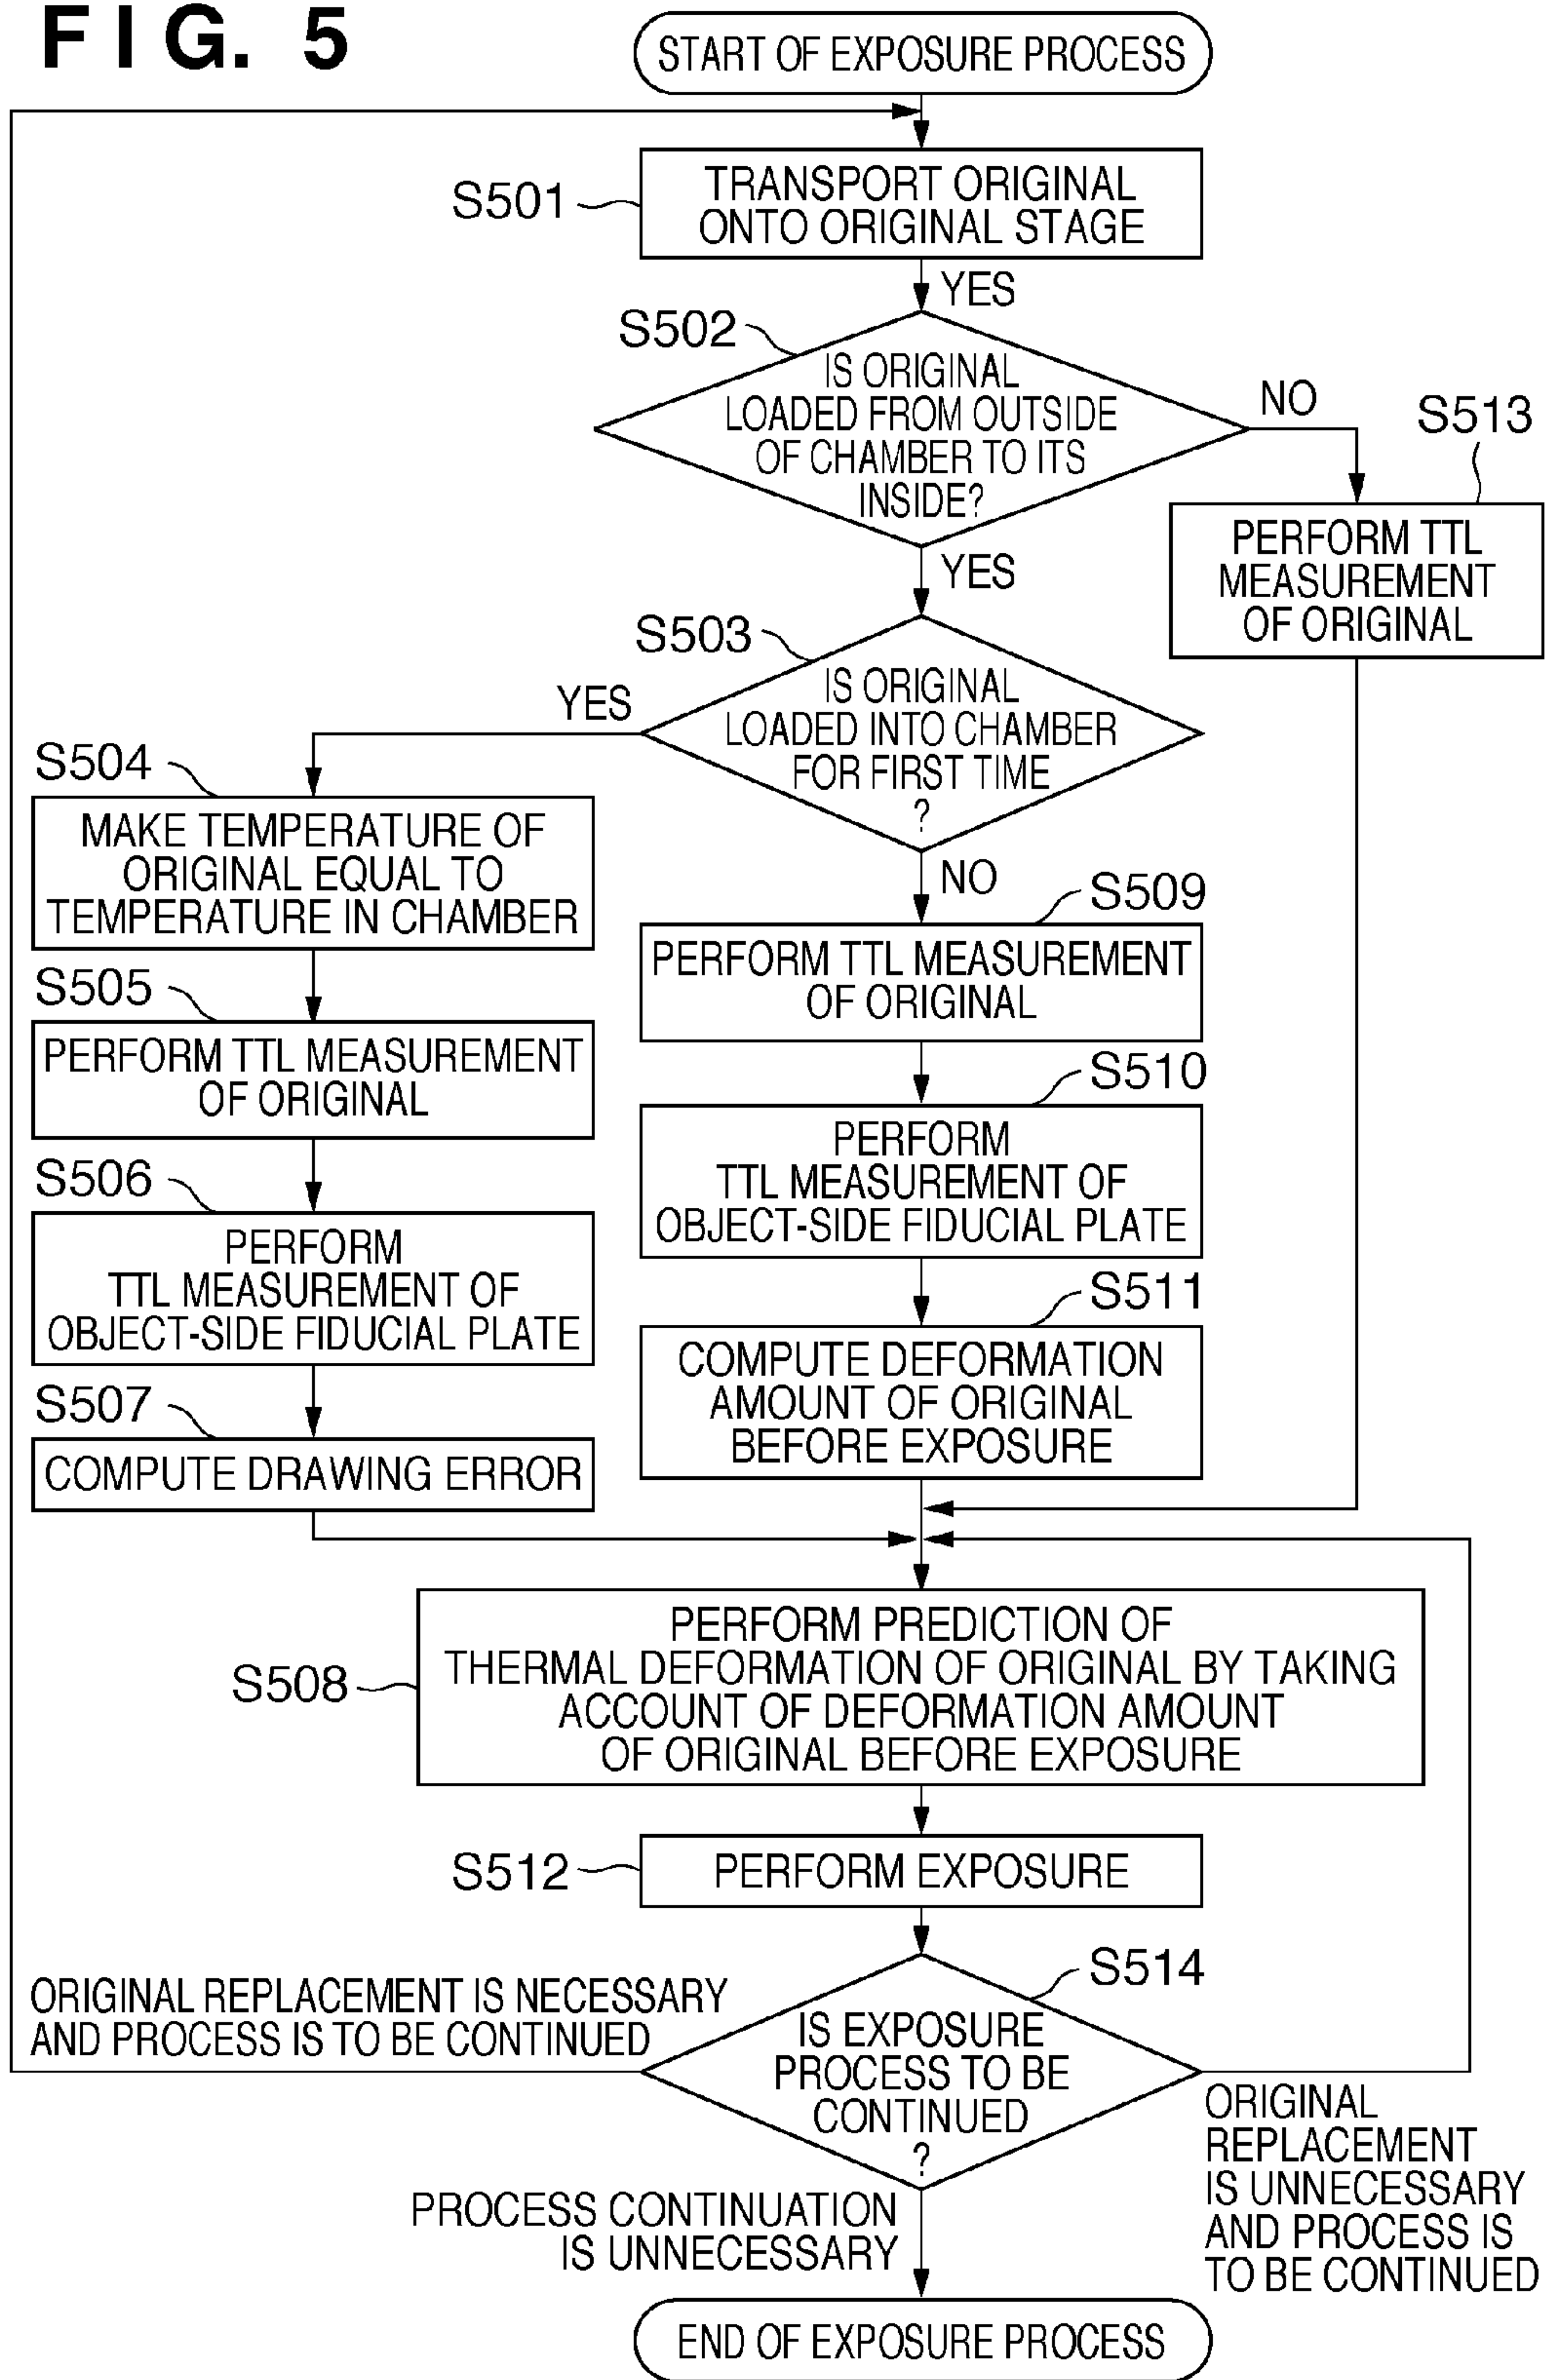 FIG. 5
START OF EXPOSURE PROCESS
S501
TRANSPORT ORIGINAL
ONTO ORIGINAL STAGE
YES
S502
IS ORIGINAL
LOADED FROM OUTSIDE
OF CHAMBER TO ITS
INSIDE?
NO
S513
PERFORM TTL
MEASUREMENT
OF ORIGINAL
YES
S503
IS ORIGINAL
LOADED INTO CHAMBER
FOR FIRST TIME
?
YES
S504
MAKE TEMPERATURE OF
ORIGINAL EQUAL TO
TEMPERATURE IN CHAMBER
S505
PERFORM TTL MEASUREMENT
OF ORIGINAL
S506
PERFORM
TTL MEASUREMENT OF
OBJECT-SIDE FIDUCIAL PLATE
S507
COMPUTE DRAWING ERROR
NO
S509
PERFORM TTL MEASUREMENT
OF ORIGINAL
S510
PERFORM
TTL MEASUREMENT OF
OBJECT-SIDE FIDUCIAL PLATE
S511
COMPUTE DEFORMATION
AMOUNT OF ORIGINAL
BEFORE EXPOSURE
S508
PERFORM PREDICTION OF
THERMAL DEFORMATION OF ORIGINAL BY TAKING
ACCOUNT OF DEFORMATION AMOUNT
OF ORIGINAL BEFORE EXPOSURE
S512
PERFORM EXPOSURE
S514
IS EXPOSURE
PROCESS TO BE
CONTINUED
?
ORIGINAL REPLACEMENT IS NECESSARY
AND PROCESS IS TO BE CONTINUED
ORIGINAL
REPLACEMENT
IS UNNECESSARY
AND PROCESS IS
TO BE CONTINUED
PROCESS CONTINUATION
IS UNNECESSARY
END OF EXPOSURE PROCESS